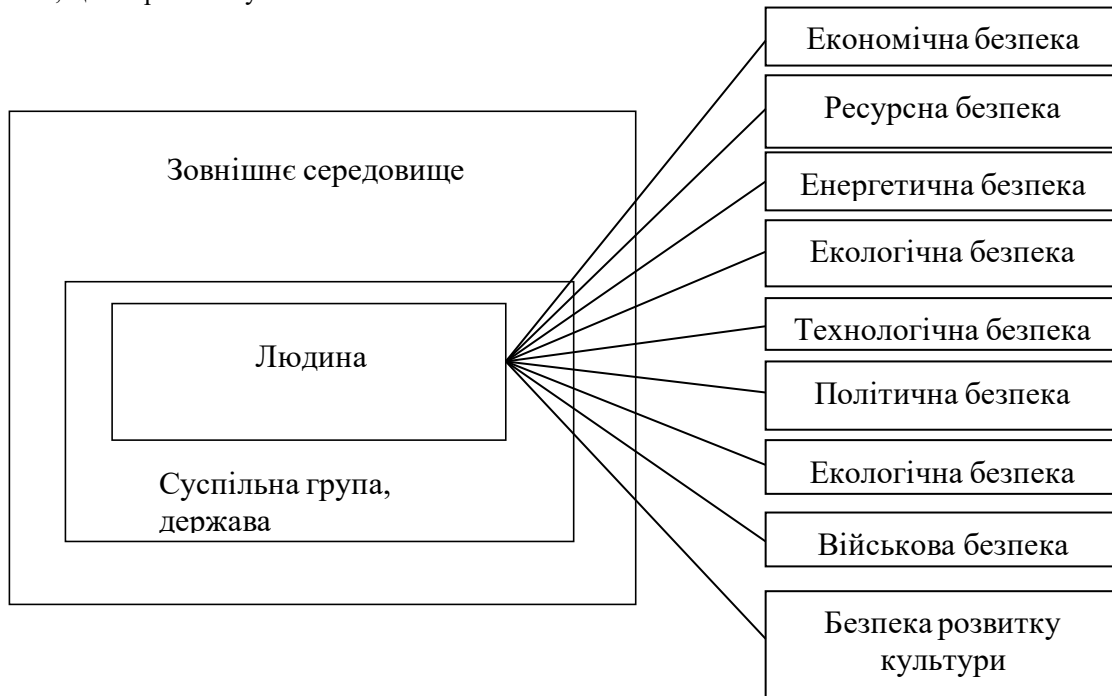 Економічна безпека
Ресурсна безпека
Зовнішнє середовище
Енергетична безпека
Екологічна безпека
Технологічна безпека
Людина
Політична безпека
Екологічна безпека
Суспільна група,
держава
Військова безпека
Безпека розвитку
культури